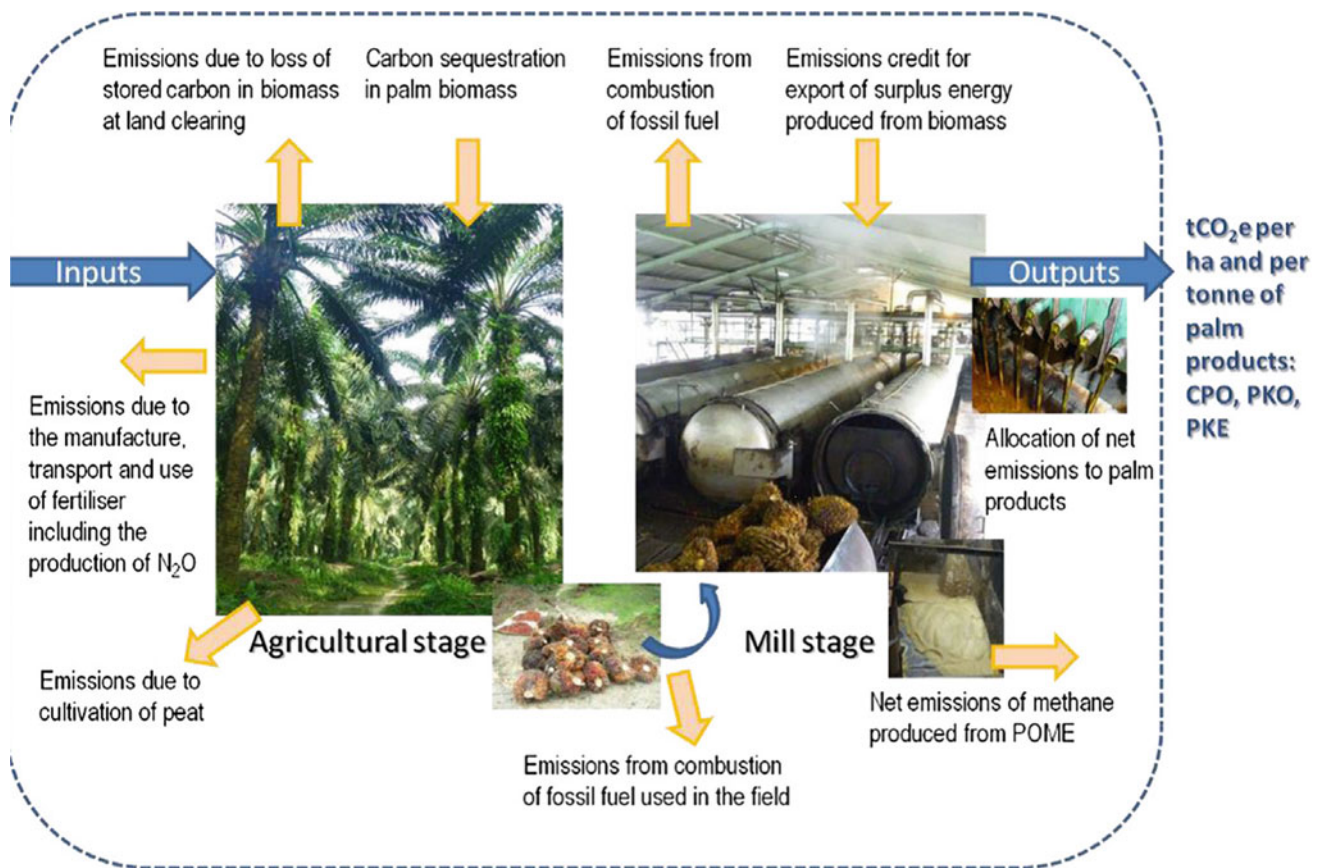 Emissions due to loss of
stored carbon in biomass
at land clearing
Carbon sequestration
in palm biomass
Emissions from
combustion
of fossil fuel
Emissions credit for
export of surplus energy
produced from biomass
Inputs
Outputs
tCO₂e per
ha and per
tonne of
palm
products:
CPO, PKO,
PKE
Emissions due to
the manufacture,
transport and use
of fertiliser
including the
production of N₂O
Allocation of net
emissions to palm
products
Agricultural stage
Mill stage
Emissions due to
cultivation of peat
Net emissions of methane
produced from POME
Emissions from combustion
of fossil fuel used in the field